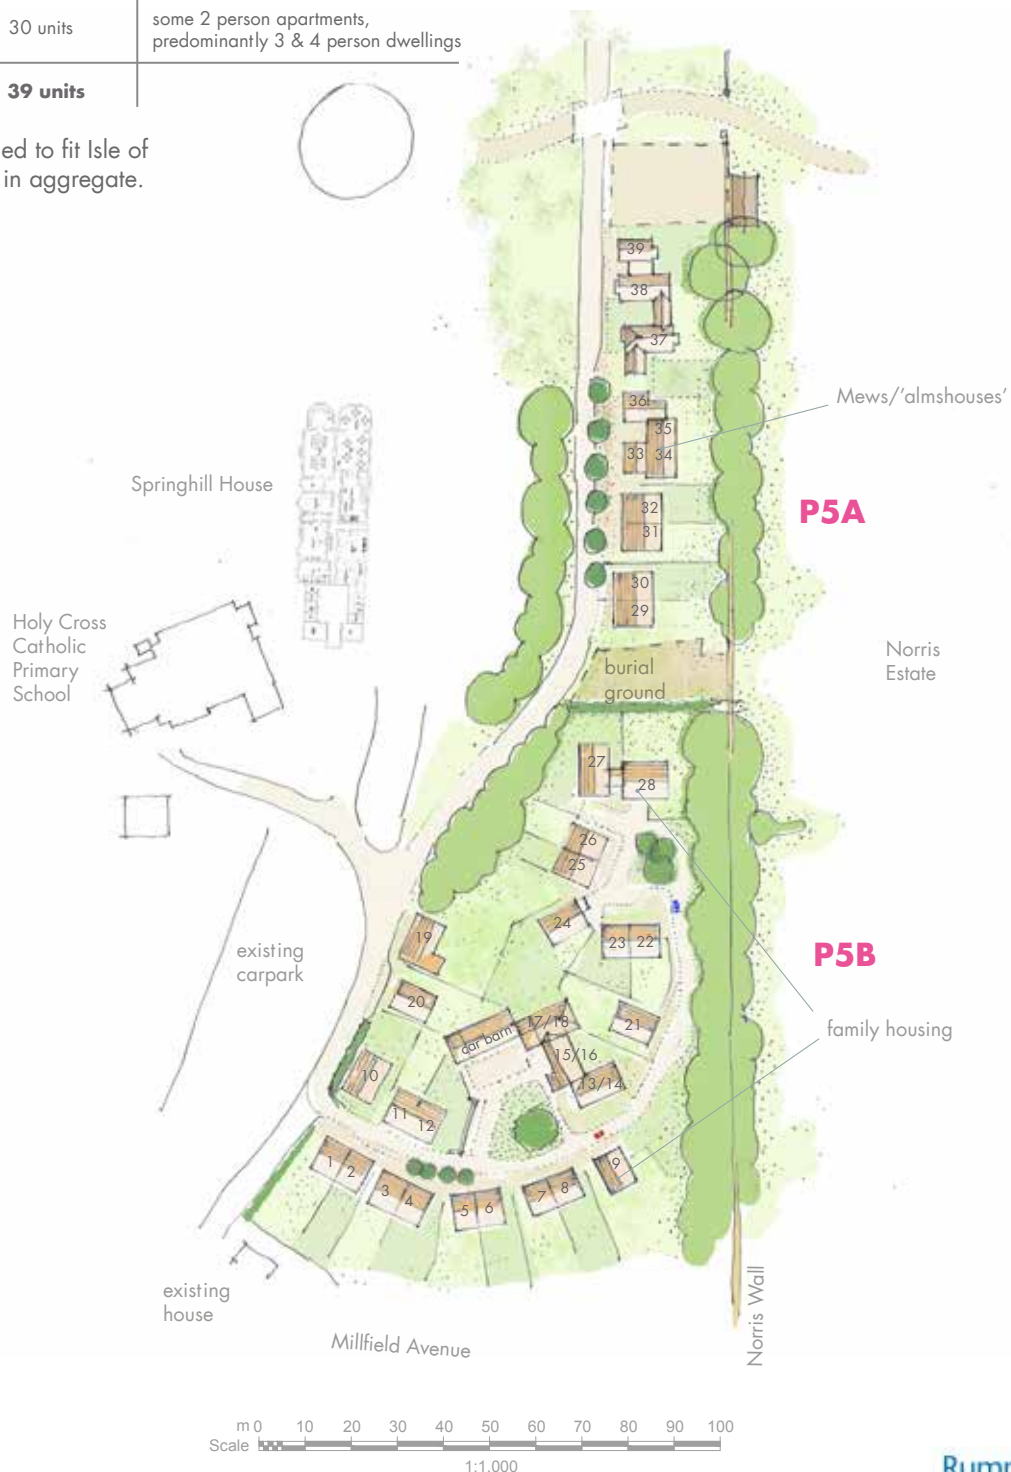 30 units
some 2 person apartments,
predominantly 3 & 4 person dwellings
39 units
ed to fit Isle of
in aggregate.
39
38
37
36
Mews/'almshouses'
35
33
34
Springhill House
32
P5A
31
30
29
Holy Cross
Catholic
Primary
School
Norris
Estate
burial
ground
27
28
26
25
24
19
23
22
existing
carpark
P5B
20
17/18
21
family housing
car barn
15/16
10
13/14
11
12
1
2
3
4
5
6
7
8
9
existing
house
Norris Wall
Millfield Avenue
m 0 10 20 30 40 50 60 70 80 90 100
Scale
1:1,000